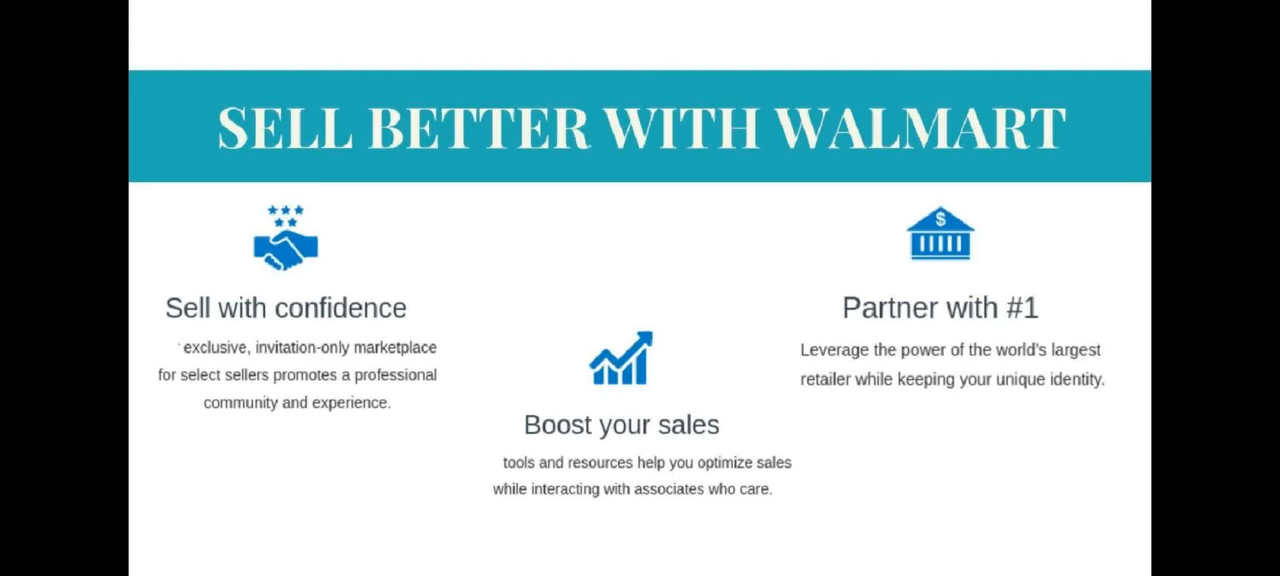 SELL BETTER WITH WALMART
Sell with confidence
exclusive, invitation-only marketplace
for select sellers promotes a professional
community and experience.
Boost your sales
tools and resources help you optimize sales
while interacting with associates who care.
$
Partner with #1
Leverage the power of the world's largest
retailer while keeping your unique identity.